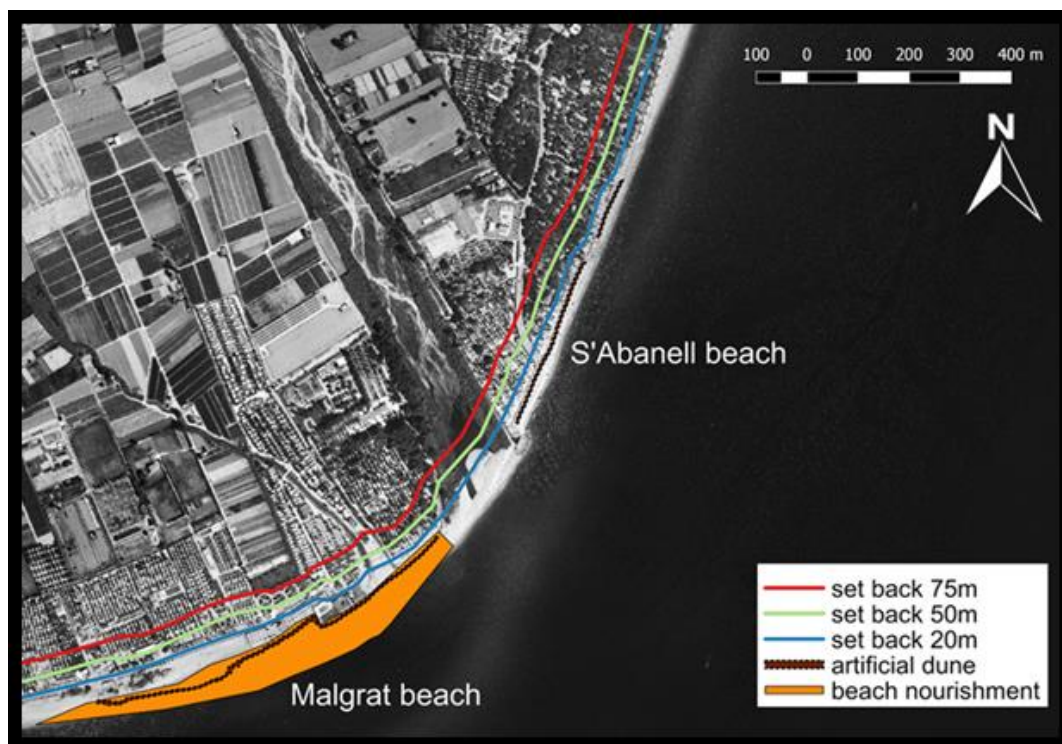 100 0 100 200 300 400 m
N
S'Abanell beach
Malgrat beach
set back 75m
set back 50m
set back 20m
artificial dune
beach nourishment